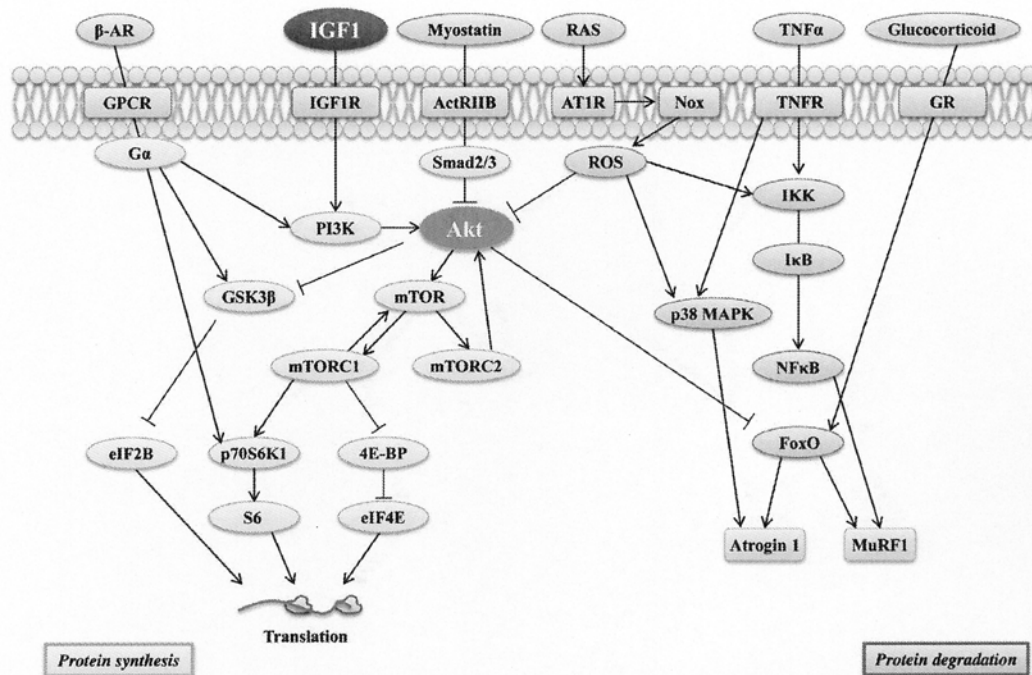 β-AR
IGF1
Myostatin
RAS
TNFα
Glucocorticoid
GPCR
IGF1R
ActRIIB
AT1R
Nox
TNFR
GR
Gα
Smad2/3
ROS
IKK
PI3K
Akt
IκB
GSK3β
mTOR
p38 MAPK
mTORC1
mTORC2
NFκB
eIF2B
p70S6K1
4E-BP
FoxO
S6
eIF4E
Atrogin 1
MuRF1
Translation
Protein synthesis
Protein degradation